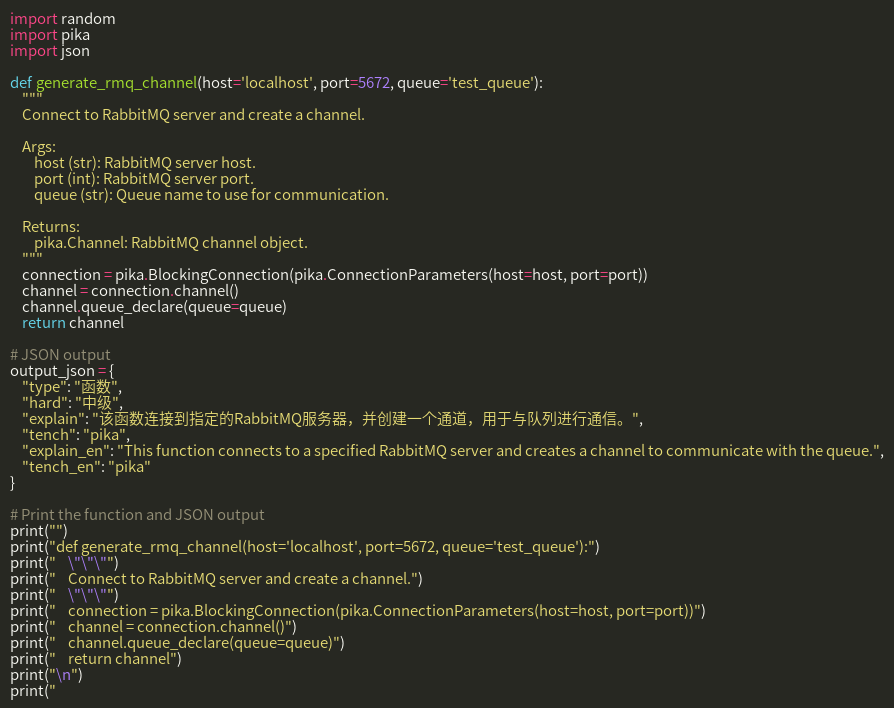 import random
import pika
import json

def generate_rmq_channel(host='localhost', port=5672, queue='test_queue'):
    """
    Connect to RabbitMQ server and create a channel.

    Args:
        host (str): RabbitMQ server host.
        port (int): RabbitMQ server port.
        queue (str): Queue name to use for communication.

    Returns:
        pika.Channel: RabbitMQ channel object.
    """
    connection = pika.BlockingConnection(pika.ConnectionParameters(host=host, port=port))
    channel = connection.channel()
    channel.queue_declare(queue=queue)
    return channel

# JSON output
output_json = {
    "type": "函数",
    "hard": "中级",
    "explain": "该函数连接到指定的RabbitMQ服务器，并创建一个通道，用于与队列进行通信。",
    "tench": "pika",
    "explain_en": "This function connects to a specified RabbitMQ server and creates a channel to communicate with the queue.",
    "tench_en": "pika"
}

# Print the function and JSON output
print("")
print("def generate_rmq_channel(host='localhost', port=5672, queue='test_queue'):")
print("    \"\"\"")
print("    Connect to RabbitMQ server and create a channel.")
print("    \"\"\"")
print("    connection = pika.BlockingConnection(pika.ConnectionParameters(host=host, port=port))")
print("    channel = connection.channel()")
print("    channel.queue_declare(queue=queue)")
print("    return channel")
print("\n")
print("